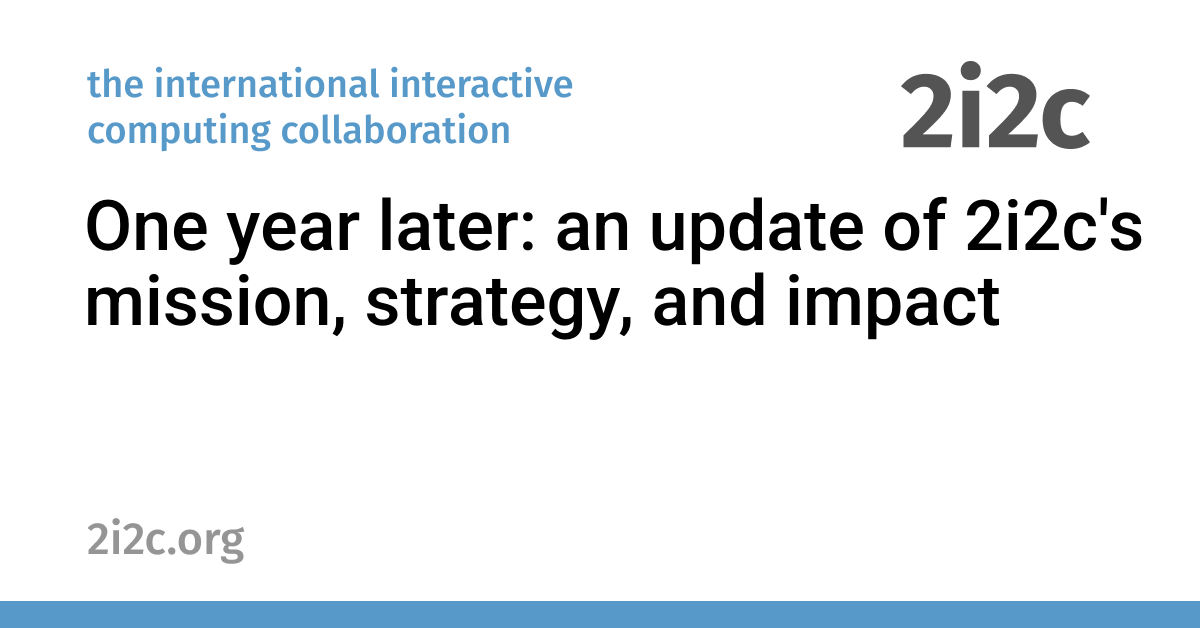 the international interactive
computing collaboration
2i2c
One year later: an update of 2i2c's
mission, strategy, and impact
2i2c.org